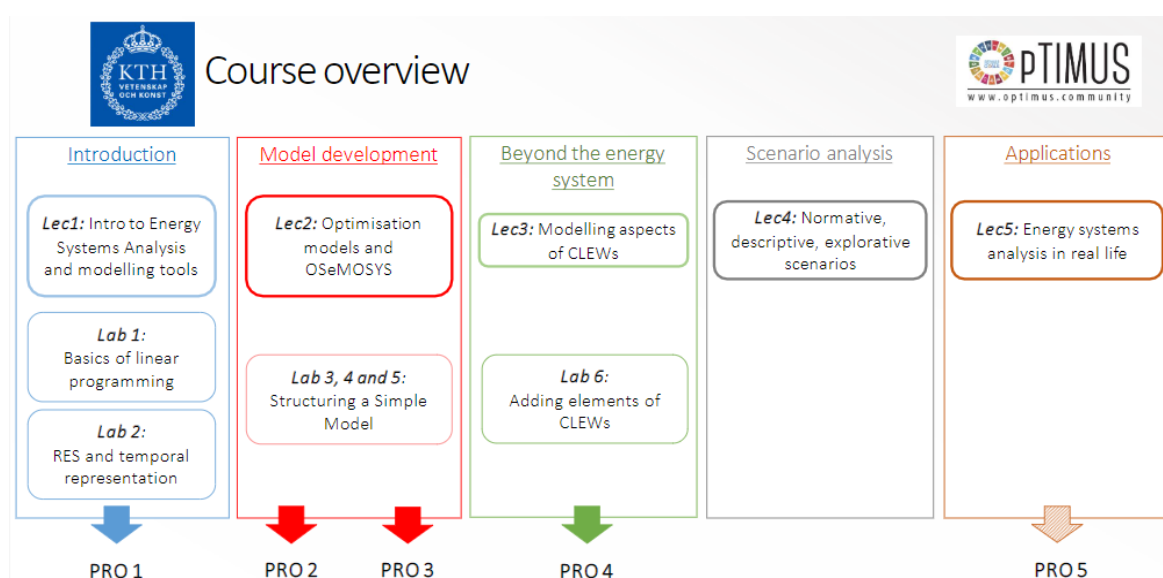 KTH
VETENSKAP
OCH KONST
Course overview
OPTIMUS
www.optimus.community
Introduction
Lec1: Intro to Energy
Systems Analysis
and modelling tools
Lab 1:
Basics of linear
programming
Lab 2:
RES and temporal
representation
PRO 1
Model development
Lec2: Optimisation
models and
OSeMOSYS
Lab 3, 4 and 5:
Structuring a Simple
Model
PRO 2
PRO 3
Beyond the energy
system
Lec3: Modelling aspects
of CLEWs
Lab 6:
Adding elements of
CLEWs
PRO 4
Scenario analysis
Lec4: Normative,
descriptive, explorative
scenarios
Applications
Lec5: Energy systems
analysis in real life
PRO 5